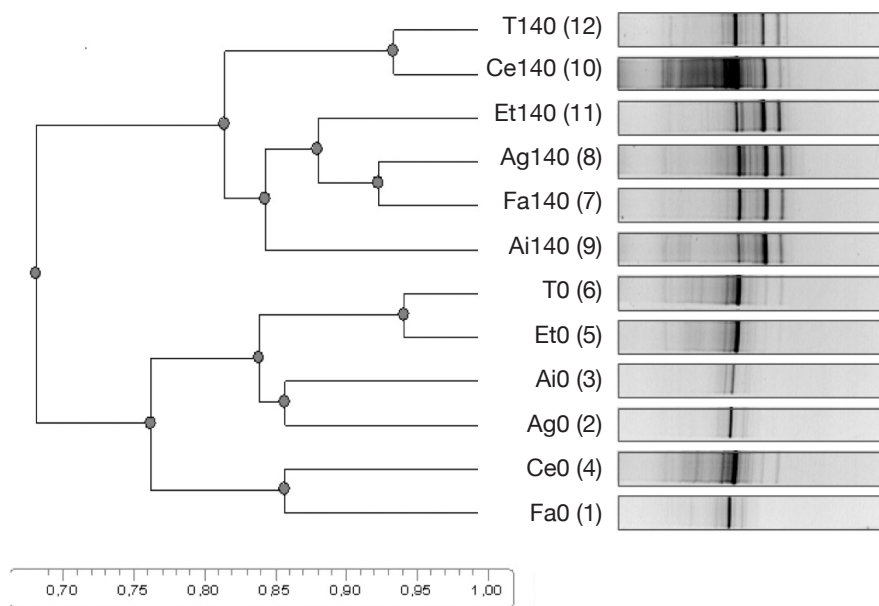 T140 (12)
Ce140 (10)
Et140 (11)
Ag140 (8)
Fa140 (7)
Ai140 (9)
T0 (6)
Et0 (5)
Ai0 (3)
Ag0 (2)
Ce0 (4)
Fa0 (1)
0,70 0,75 0,80 0,85 0,90 0,95 1,00